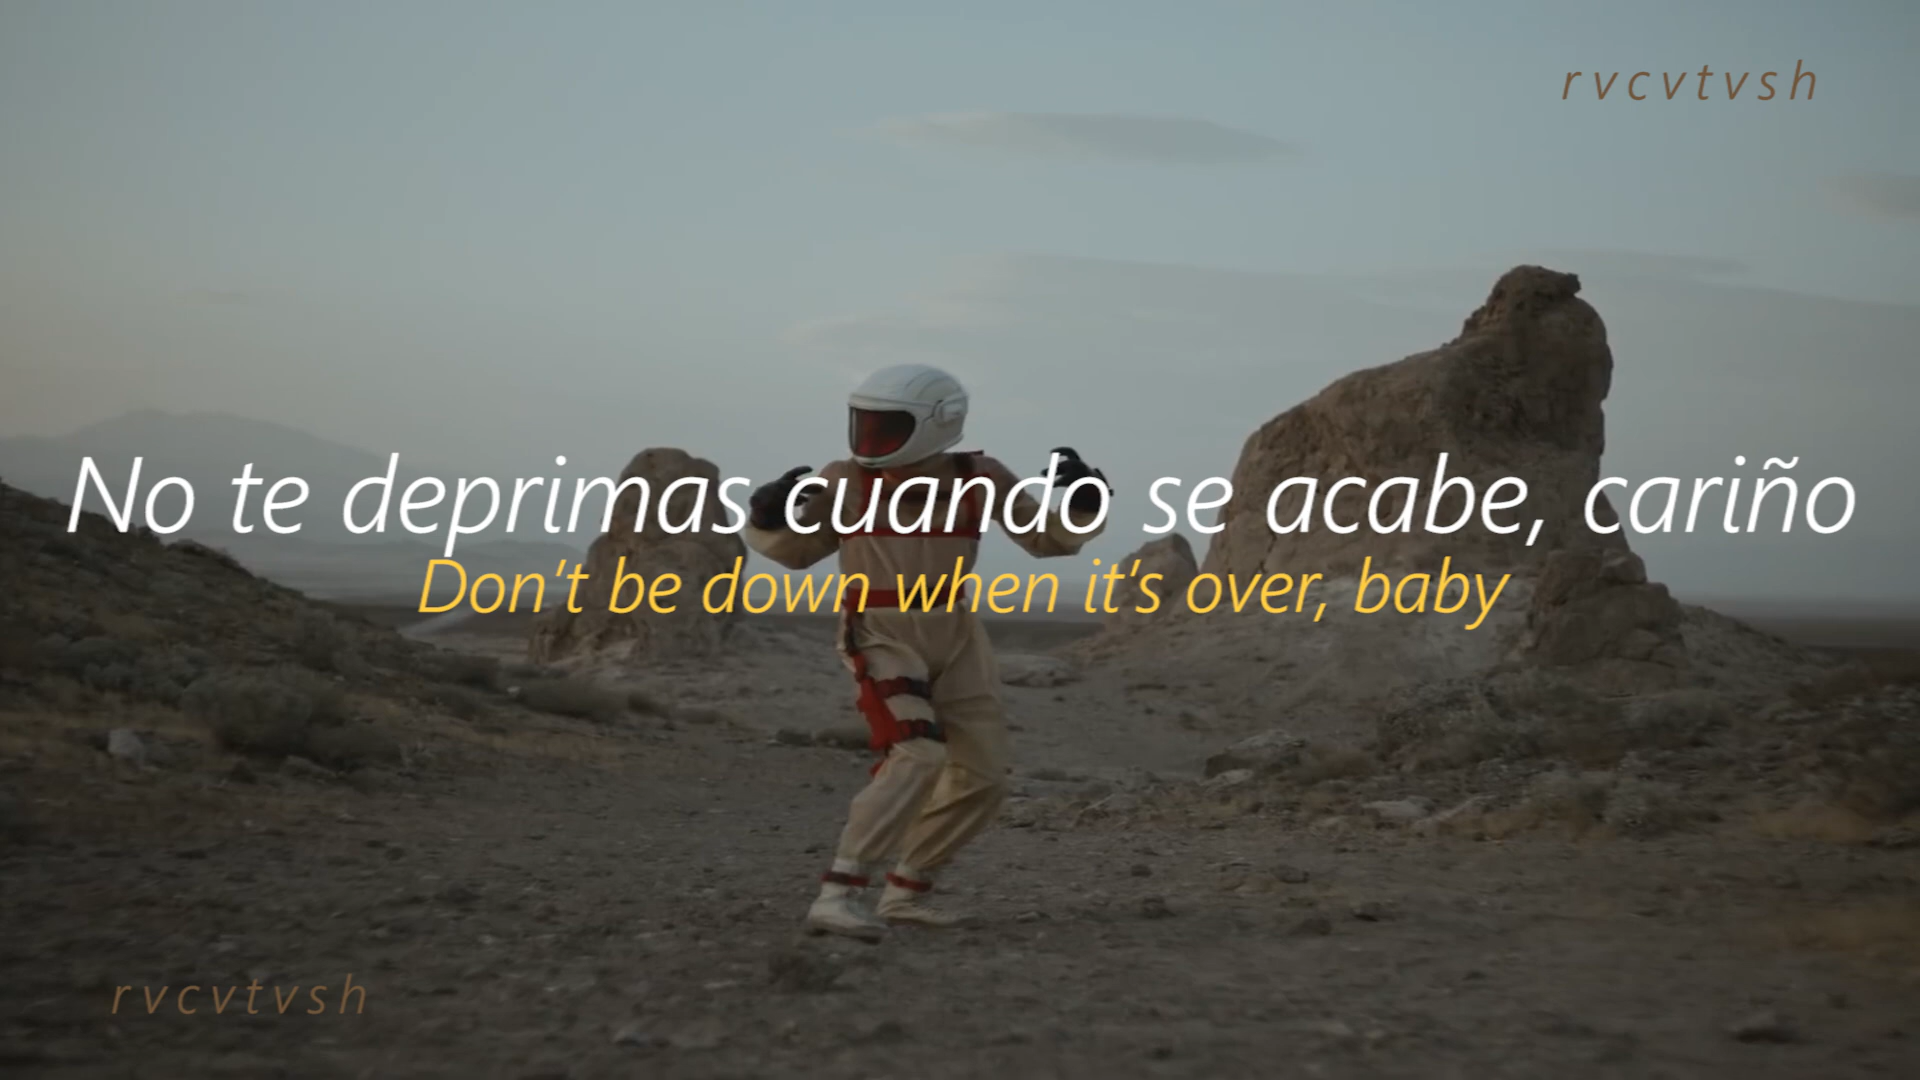 rvcvtvsh
No te deprimas cuando se acabe, cariño
Don't be down when it's over, baby
rvcvtvsh